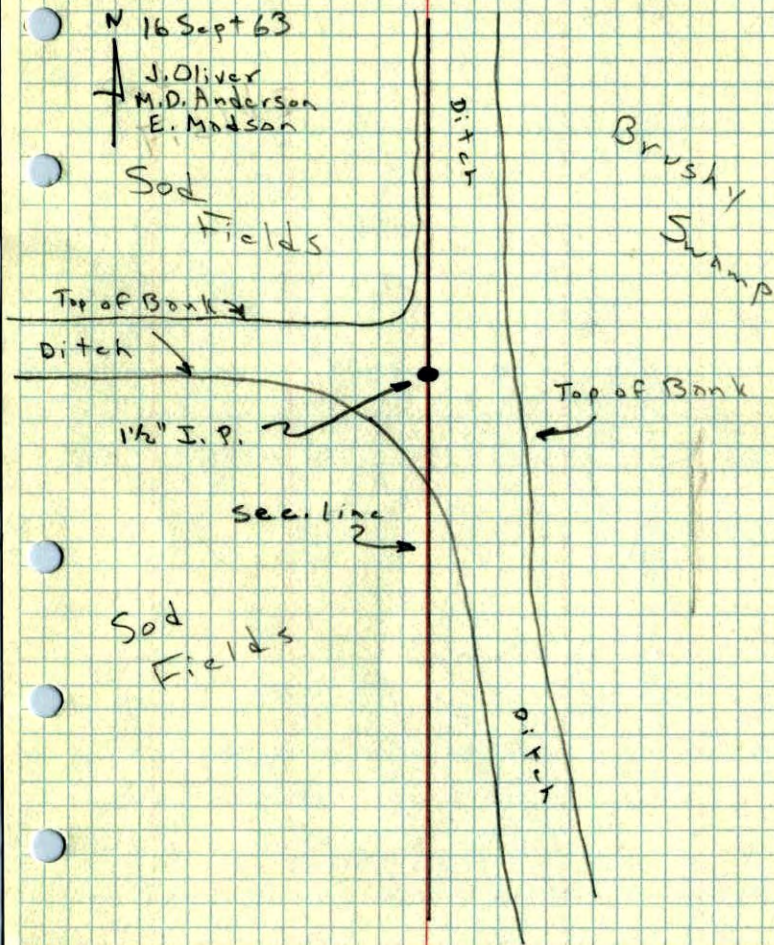 N 16 Sept 63
J. Oliver
M.D. Anderson
E. Madson
Ditch
Brushy
Swamp
Sod
Fields
Top of Bank
Ditch
Top of Bank
1½" I.P.
sec. line
Sod
Fields
Ditch